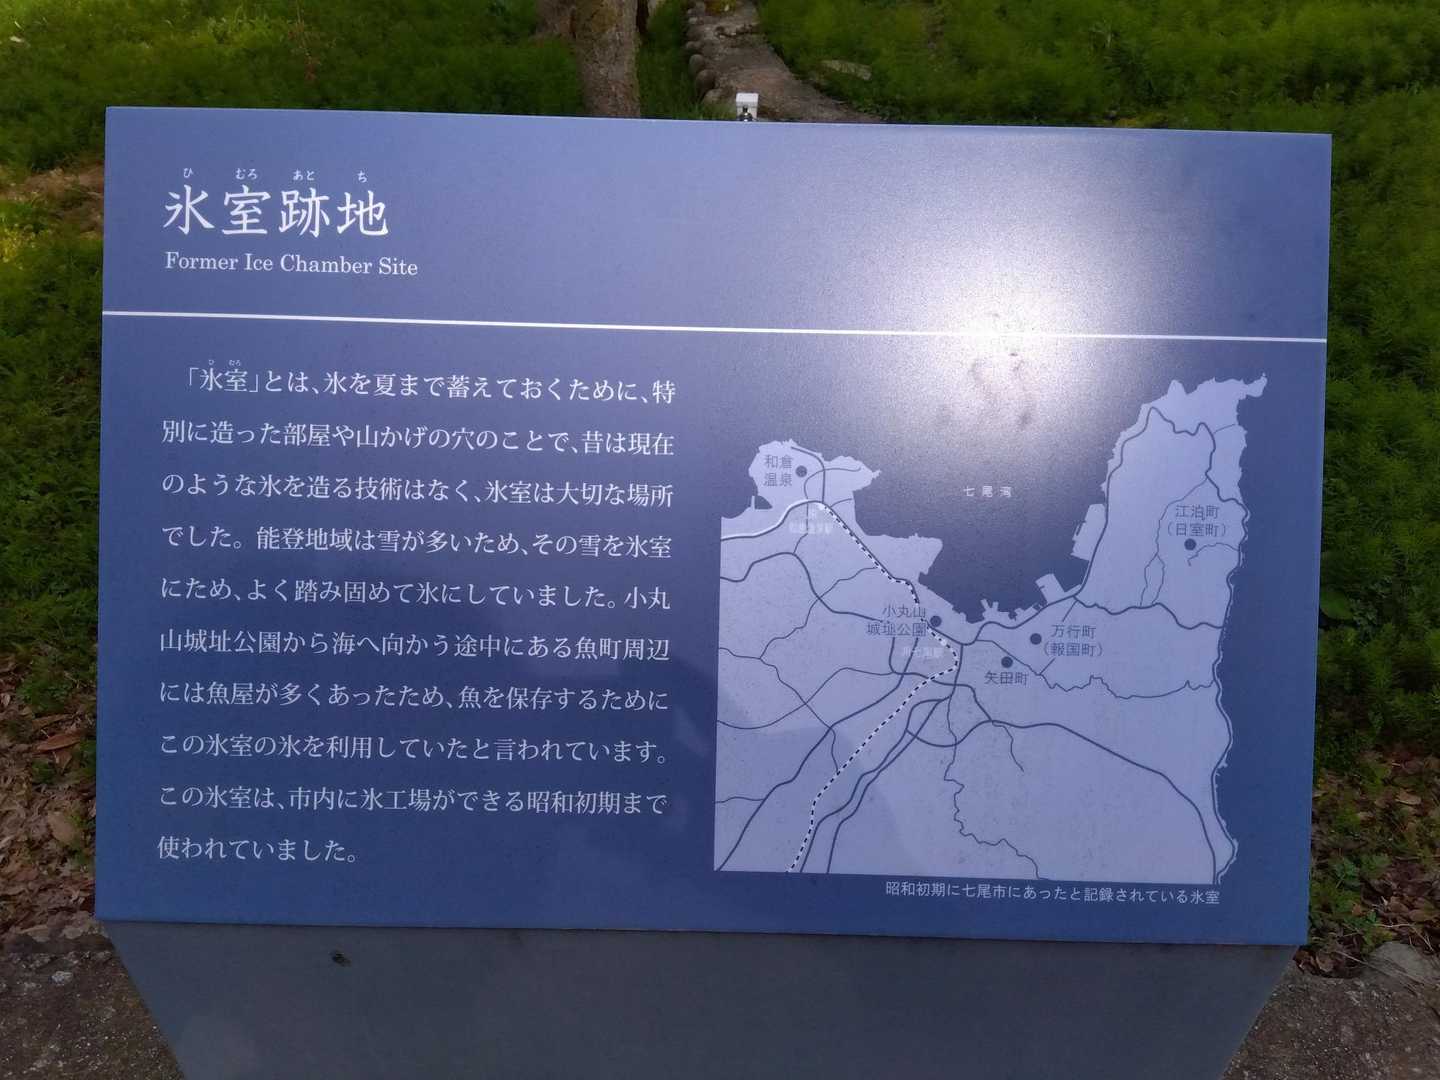 ひ むろ あと ち
氷室跡地
Former Ice Chamber Site
ひ むろ
「氷室」とは、氷を夏まで蓄えておくために、特
別に造った部屋や山かげの穴のことで、昔は現在
のような氷を造る技術はなく、氷室は大切な場所
でした。能登地域は雪が多いため、その雪を氷室
にため、よく踏み固めて氷にしていました。小丸
山城址公園から海へ向かう途中にある魚町周辺
には魚屋が多くあったため、魚を保存するために
この氷室の氷を利用していたと言われています。
この氷室は、市内に氷工場ができる昭和初期まで
使われていました。
和倉
温泉
七尾湾
江泊町
（日室町）
小丸山
城址公園
万行町
（報国町）
矢田町
昭和初期に七尾市にあったと記録されている氷室